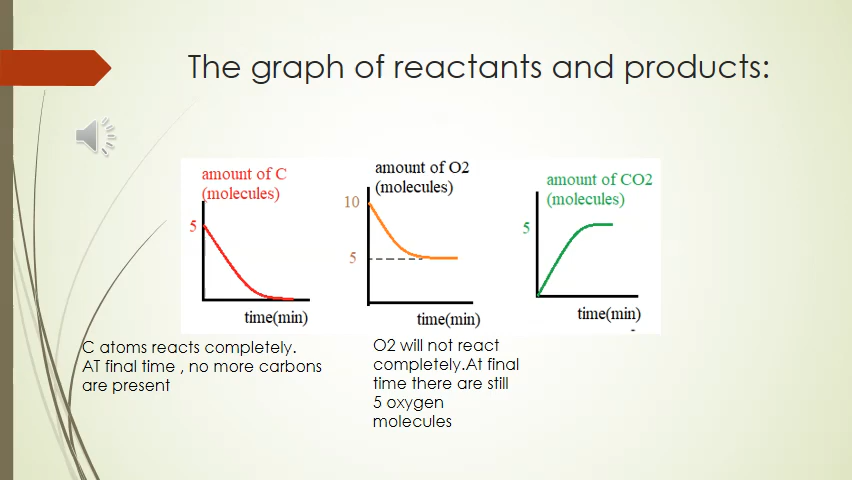 The graph of reactants and products:
amount of C
(molecules)
5
time(min)
amount of O2
(molecules)
10
5
time(min)
amount of CO2
(molecules)
5
time(min)
C atoms reacts completely.
AT final time , no more carbons
are present
O2 will not react
completely.At final
time there are still
5 oxygen
molecules